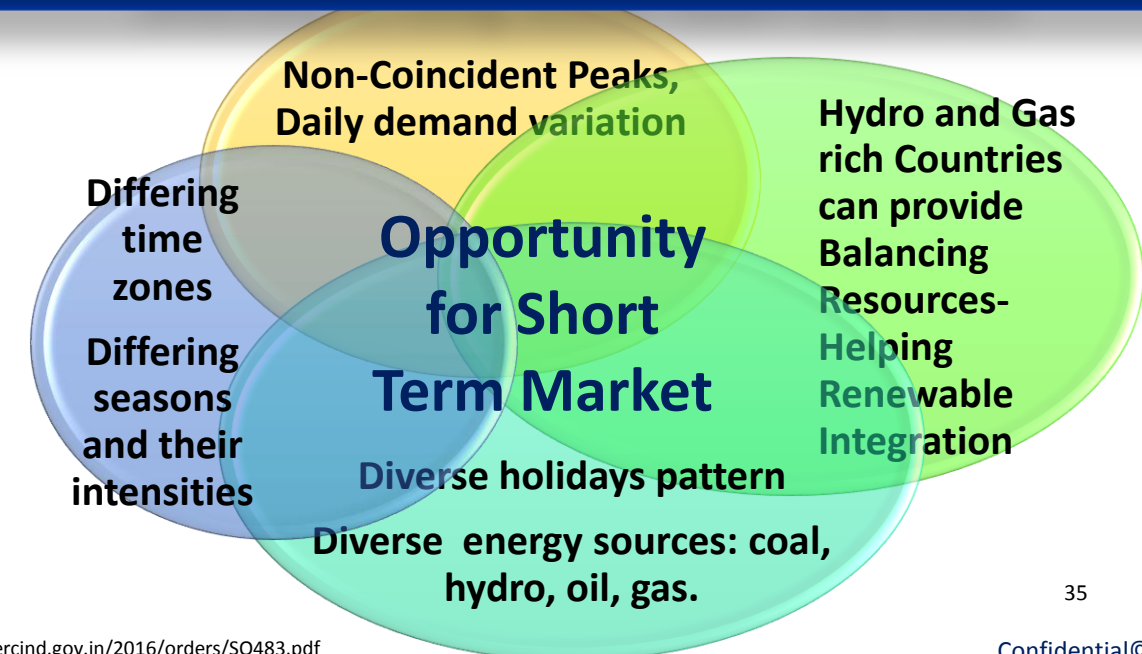 Non-Coincident Peaks,
Daily demand variation
Differing
time
zones
Differing
seasons
and their
intensities
Opportunity
for Short
Term Market
Hydro and Gas
rich Countries
can provide
Balancing
Resources-
Helping
Renewable
Integration
Diverse holidays pattern
Diverse energy sources: coal,
hydro, oil, gas.
35
ercind.gov.in/2016/orders/SO483.pdf
Confidential©